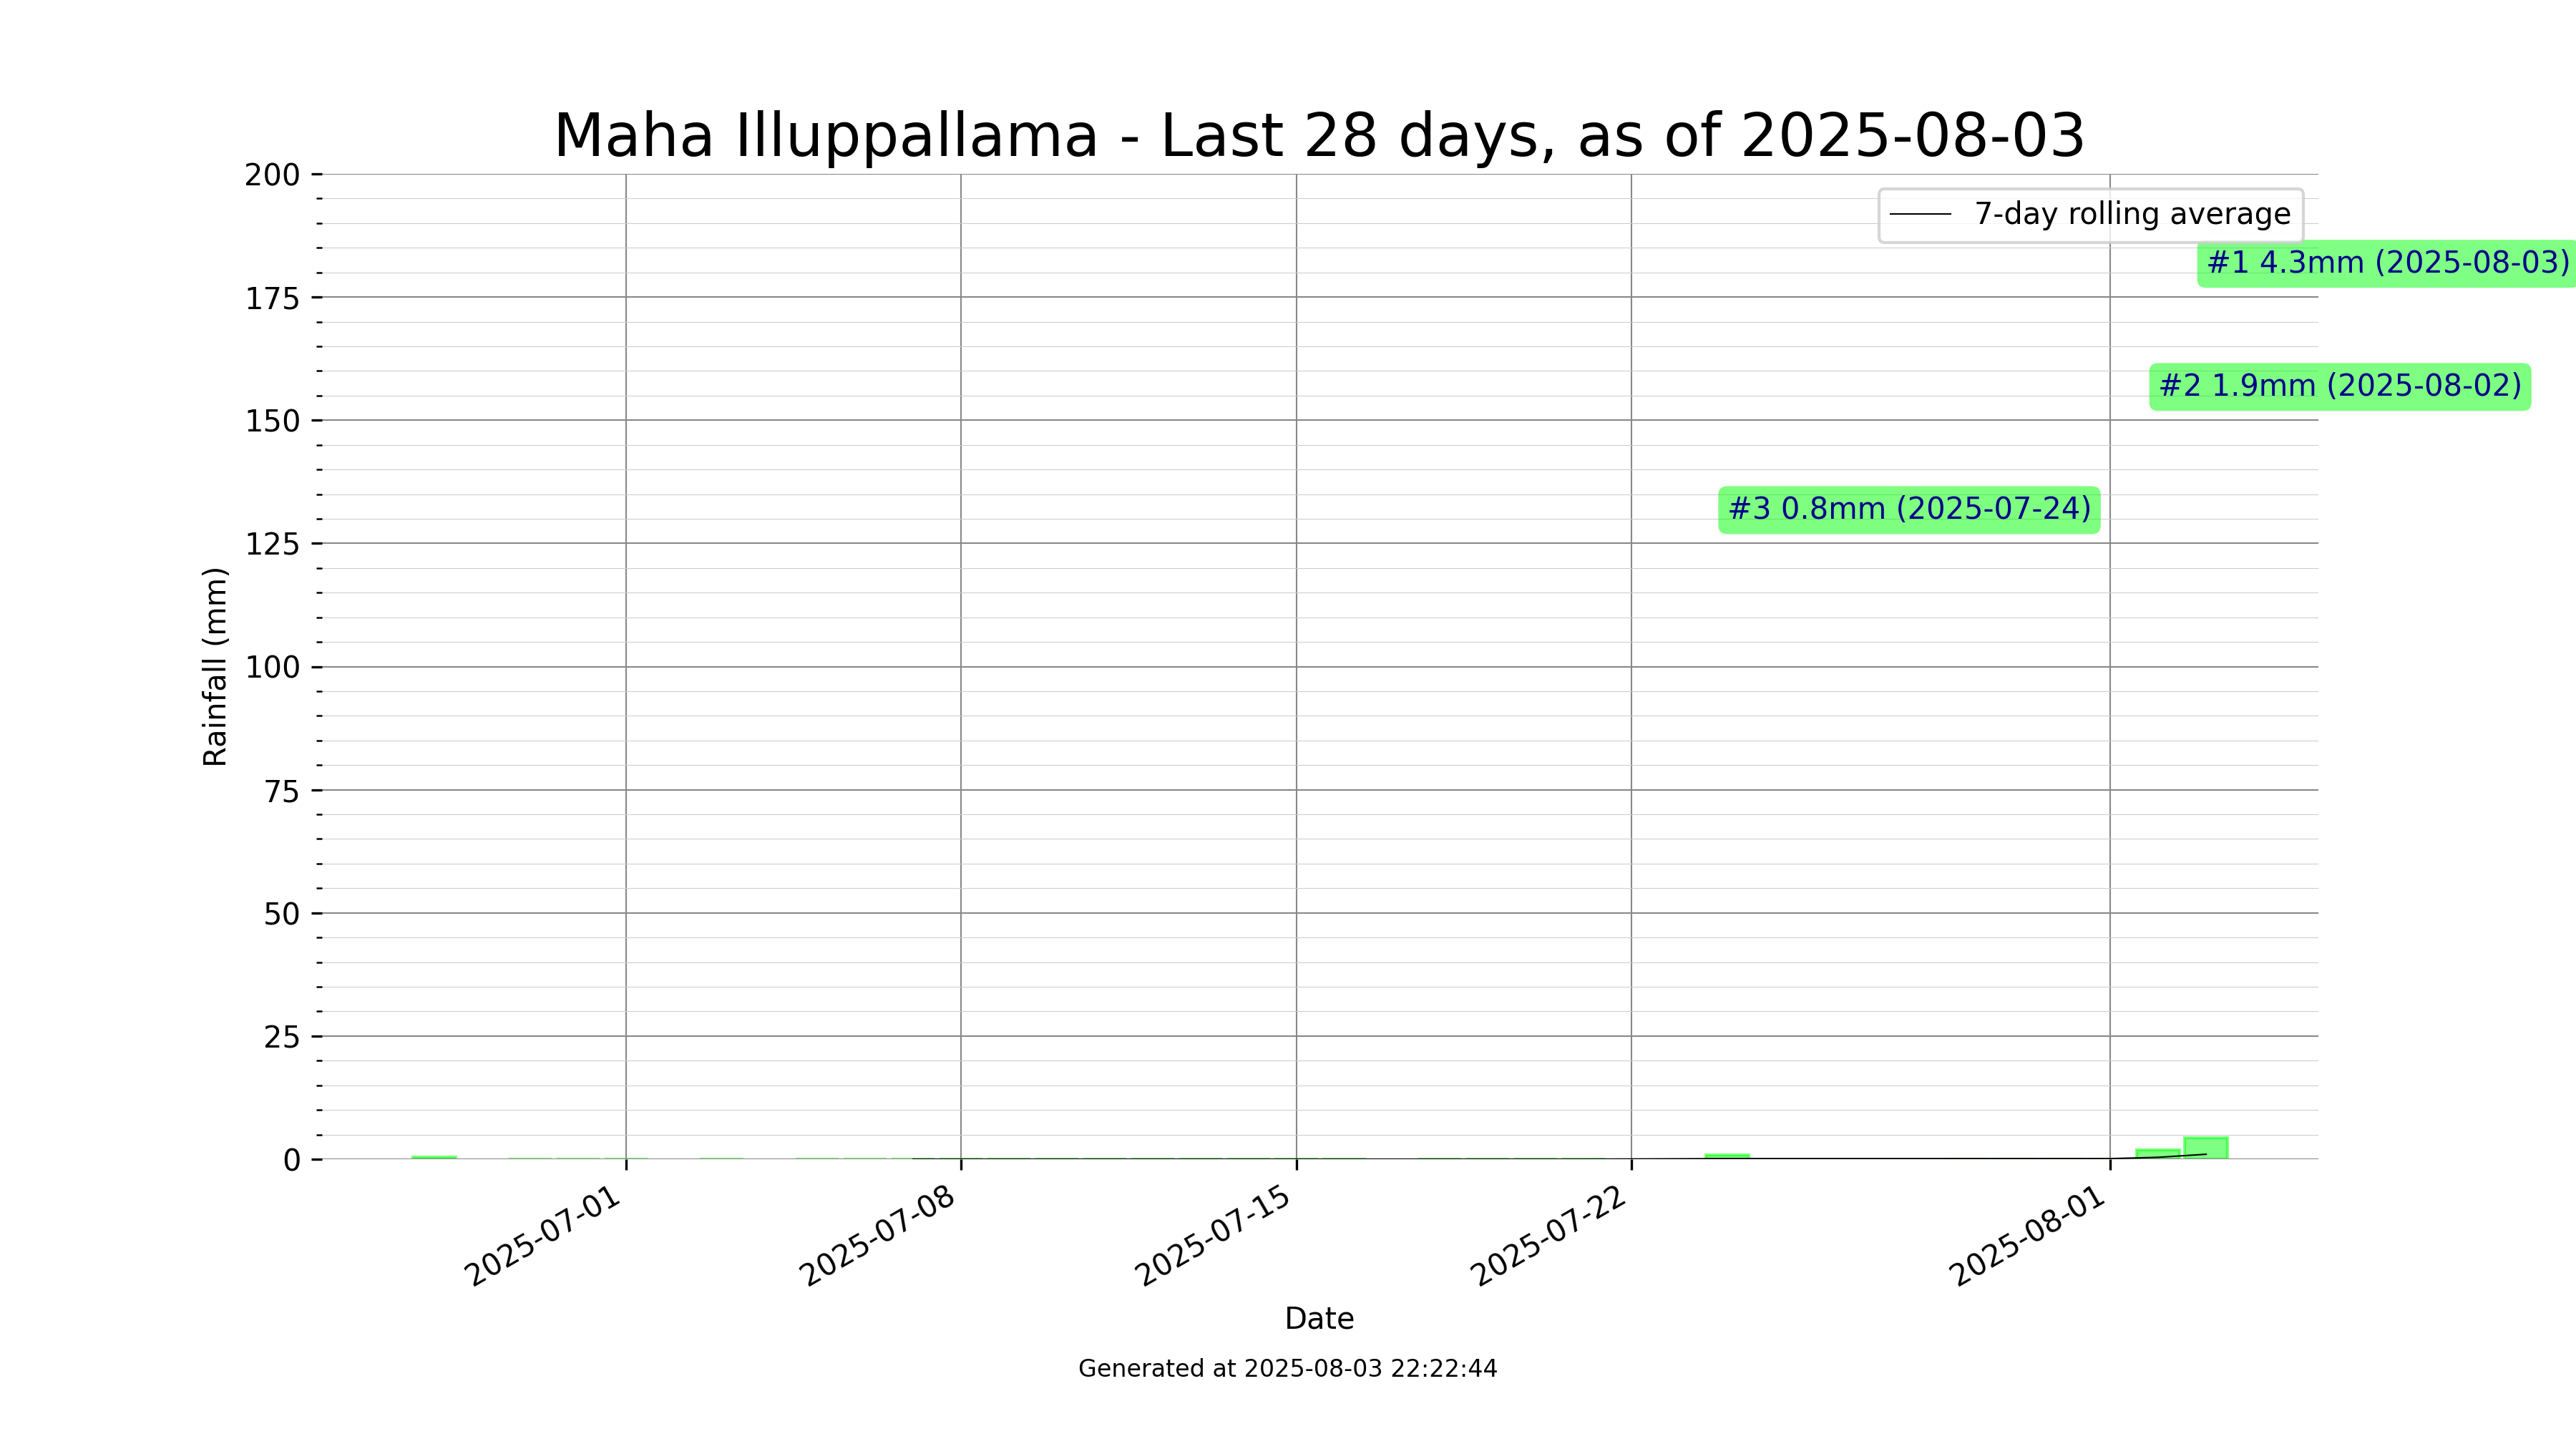 Maha Illuppallama - Last 28 days, as of 2025-08-03
7-day rolling average
#1 4.3mm (2025-08-03)
#2 1.9mm (2025-08-02)
#3 0.8mm (2025-07-24)
Rainfall (mm)
200
175
150
125
100
75
50
25
0
2025-07-01
2025-07-08
2025-07-15
2025-07-22
2025-08-01
Date
Generated at 2025-08-03 22:22:44